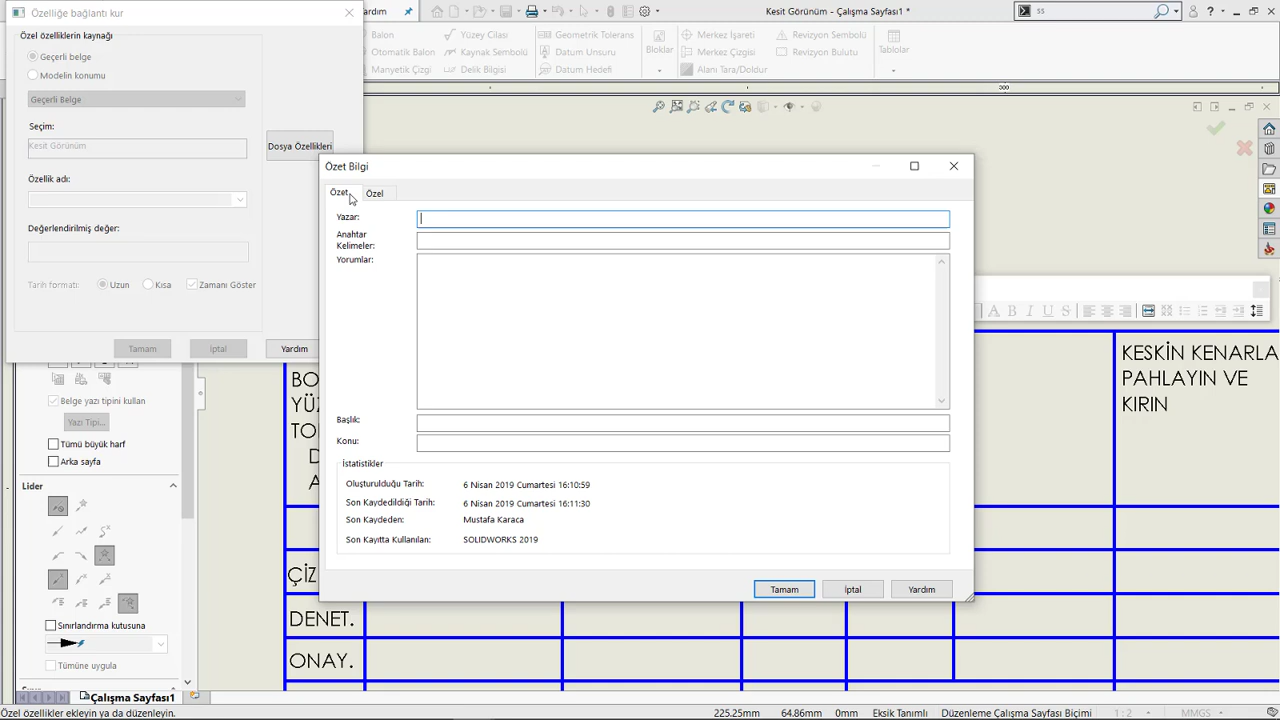 Özelliğe bağlantı kur
Özel özelliklerin kaynağı
Geçerli belge
Modelin konumu
Geçerli Belge
Seçim:
Kesit Görünüm
Dosya Özellikleri
Özellik adı:
Değerlendirilmiş değer:
Tarih formatı:
Uzun
Kısa
Zamanı Göster
Tamam
İptal
Yardım
ardım
Kesit Görünüm - Çalışma Sayfası1 *
ss
Balon
Yüzey Cilası
Geometrik Tolerans
Merkez İşareti
Revizyon Sembolü
Otomatik Balon
Kaynak Sembolü
Datum Unsuru
Bloklar
Merkez Çizgisi
Revizyon Bulutu
Tablolar
Manyetik Çizgi
Delik Bilgisi
Datum Hedefi
Alanı Tara/Doldur
300
Özet Bilgi
Özet
Özel
Yazar:
Anahtar
Kelimeler:
Yorumlar:
Başlık:
Konu:
İstatistikler
Oluşturulduğu Tarih:
6 Nisan 2019 Cumartesi 16:10:59
Son Kaydedildiği Tarih:
6 Nisan 2019 Cumartesi 16:11:30
Son Kaydeden:
Mustafa Karaca
Son Kayıtta Kullanılan:
SOLIDWORKS 2019
Tamam
İptal
Yardım
A B I U S
Belge yazı tipini kullan
Yazı Tipi...
Tümü büyük harf
Arka sayfa
Lider
Sınırlandırma kutusuna
Tümüne uygula
BO
YÜZ
TO
D
A
KESKİN KENARLA
PAHLAYIN VE
KIRIN
ÇİZ
DENET.
ONAY.
Çalışma Sayfası1
Özel özellikler ekleyin ya da düzenleyin.
225.25mm
64.86mm
0mm
Eksik Tanımlı
Düzenleme Çalışma Sayfası Biçimi
1 : 2
MMGS